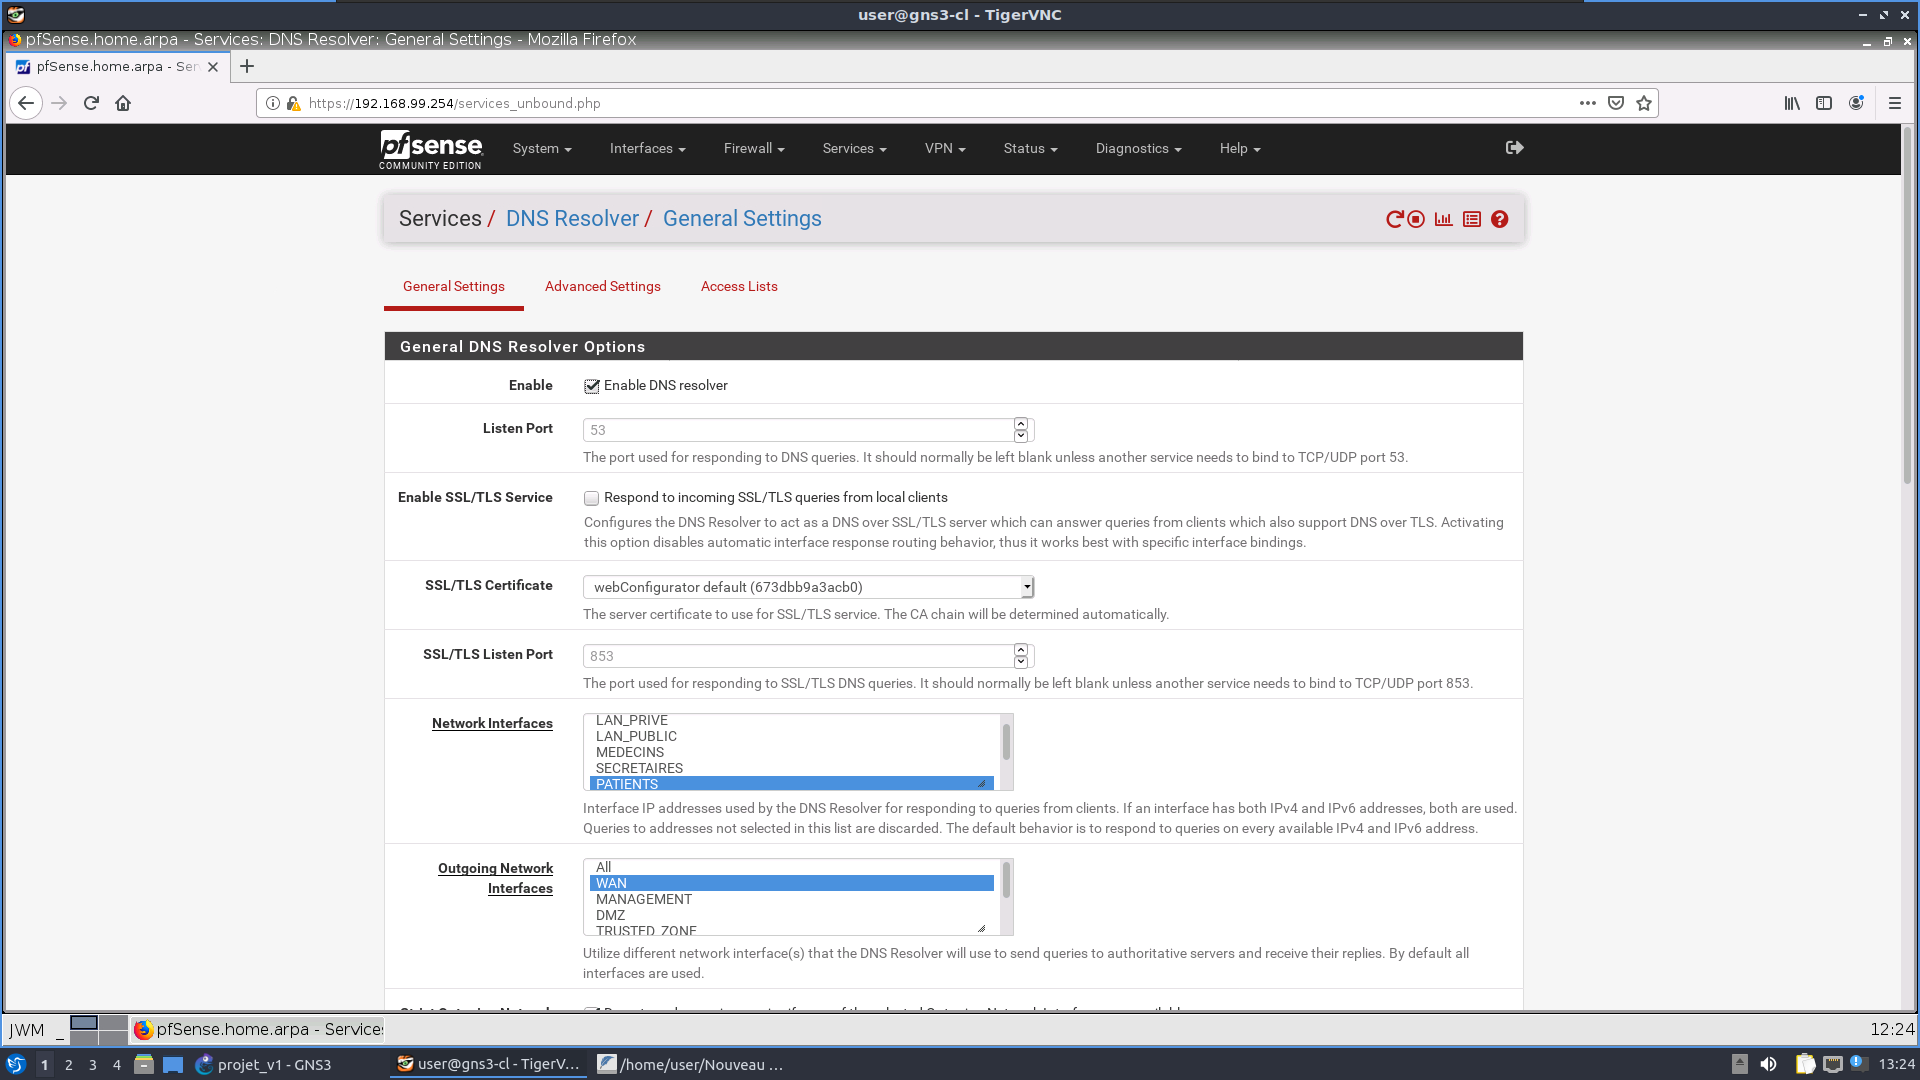 user@gns3-cl - TigerVNC
pfSense.home.arpa - Services: DNS Resolver: General Settings - Mozilla Firefox
pfSense.home.arpa - Ser
https://192.168.99.254/services_unbound.php
pfsense
COMMUNITY EDITION
System Interfaces Firewall Services VPN Status Diagnostics Help
Services / DNS Resolver / General Settings
General Settings Advanced Settings Access Lists
General DNS Resolver Options
Enable Enable DNS resolver
Listen Port 53
The port used for responding to DNS queries. It should normally be left blank unless another service needs to bind to TCP/UDP port 53.
Enable SSL/TLS Service Respond to incoming SSL/TLS queries from local clients
Configures the DNS Resolver to act as a DNS over SSL/TLS server which can answer queries from clients which also support DNS over TLS. Activating
this option disables automatic interface response routing behavior, thus it works best with specific interface bindings.
SSL/TLS Certificate webConfigurator default (673dbb9a3acb0)
The server certificate to use for SSL/TLS service. The CA chain will be determined automatically.
SSL/TLS Listen Port 853
The port used for responding to SSL/TLS DNS queries. It should normally be left blank unless another service needs to bind to TCP/UDP port 853.
Network Interfaces
LAN_PRIVE
LAN_PUBLIC
MEDECINS
SECRETAIRES
PATIENTS
Interface IP addresses used by the DNS Resolver for responding to queries from clients. If an interface has both IPv4 and IPv6 addresses, both are used.
Queries to addresses not selected in this list are discarded. The default behavior is to respond to queries on every available IPv4 and IPv6 address.
Outgoing Network
Interfaces
All
WAN
MANAGEMENT
DMZ
TRUSTED_ZONE
Utilize different network interface(s) that the DNS Resolver will use to send queries to authoritative servers and receive their replies. By default all
interfaces are used.
JWM _ pfSense.home.arpa - Services 12:24
1 2 3 4 projet_v1 - GNS3 user@gns3-cl - TigerV... /home/user/Nouveau ... 13:24